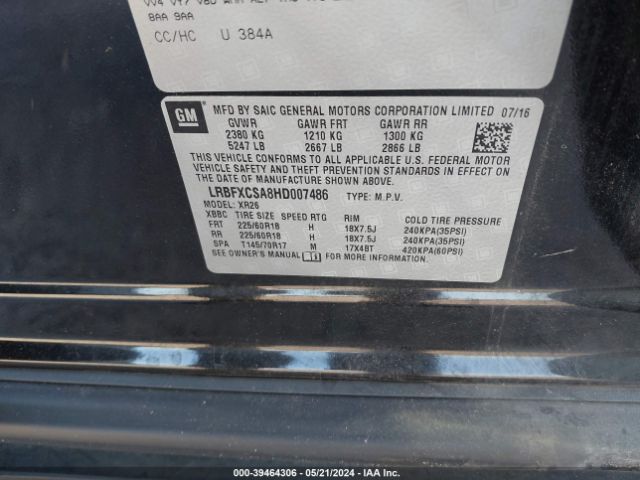 8AA 9AA
CC/HC U 384A
GM
MFD BY SAIC GENERAL MOTORS CORPORATION LIMITED 07/16
GVWR GAWR FRT GAWR RR
2380 KG 1210 KG 1300 KG
5247 LB 2667 LB 2866 LB
THIS VEHICLE CONFORMS TO ALL APPLICABLE U.S. FEDERAL MOTOR
VEHICLE SAFETY AND THEFT PREVENTION STANDARDS IN EFFECT ON
THE DATE OF MANUFACTURE SHOWN ABOVE.
LRBFXCSA8HD007486 TYPE: M.P.V.
MODEL: XR26
XBBC TIRE SIZE SPEED RTG RIM COLD TIRE PRESSURE
FRT 225/60R18 H 18X7.5J 240KPA(35PSI)
RR 225/60R18 H 18X7.5J 240KPA(35PSI)
SPA T145/70R17 M 17X4BT 420KPA(60PSI)
SEE OWNER'S MANUAL FOR MORE INFORMATION.
000-39464306 - 05/21/2024 - IAA Inc.